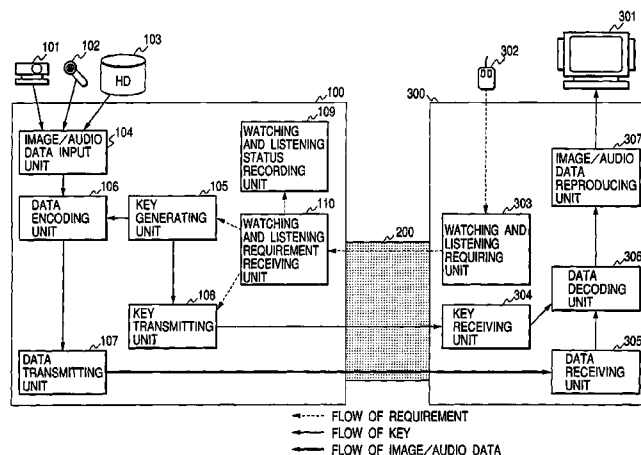 101
102
103
HD
302
301
100
300
104
IMAGE/AUDIO
DATA INPUT
UNIT
109
WATCHING
AND LISTENING
STATUS
RECORDING
UNIT
307
IMAGE/AUDIO
DATA
REPRODUCING
UNIT
106
DATA
ENCODING
UNIT
105
KEY
GENERATING
UNIT
110
WATCHING
AND LISTENING
REQUIREMENT
RECEIVING
UNIT
200
303
WATCHING AND
LISTENING
REQUIRING
UNIT
306
DATA
DECODING
UNIT
108
KEY
TRANSMITTING
UNIT
304
KEY
RECEIVING
UNIT
107
DATA
TRANSMITTING
UNIT
305
DATA
RECEIVING
UNIT
FLOW OF REQUIREMENT
FLOW OF KEY
FLOW OF IMAGE/AUDIO DATA